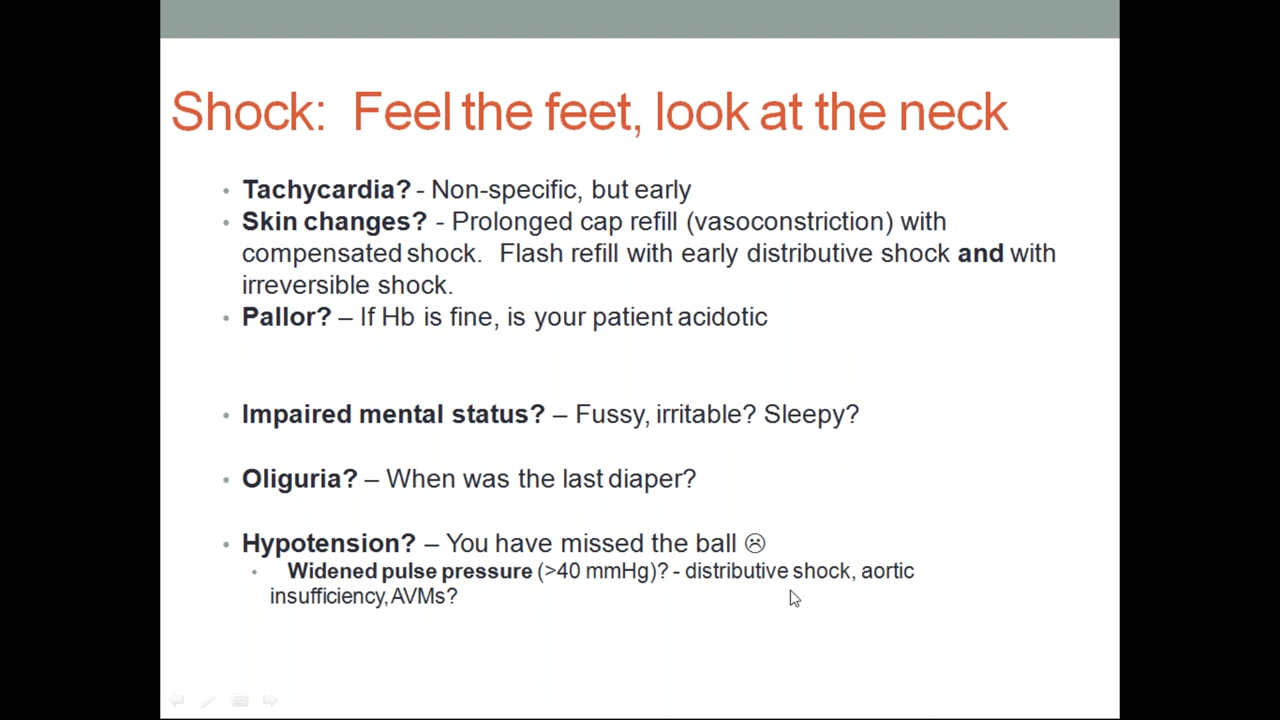 Shock:  Feel the feet, look at the neck
• Tachycardia? - Non-specific, but early
• Skin changes? - Prolonged cap refill (vasoconstriction) with
compensated shock.  Flash refill with early distributive shock and with
irreversible shock.
• Pallor? – If Hb is fine, is your patient acidotic
• Impaired mental status? – Fussy, irritable? Sleepy?
• Oliguria? – When was the last diaper?
• Hypotension? – You have missed the ball ☹
• Widened pulse pressure (>40 mmHg)? - distributive shock, aortic
insufficiency, AVMs?